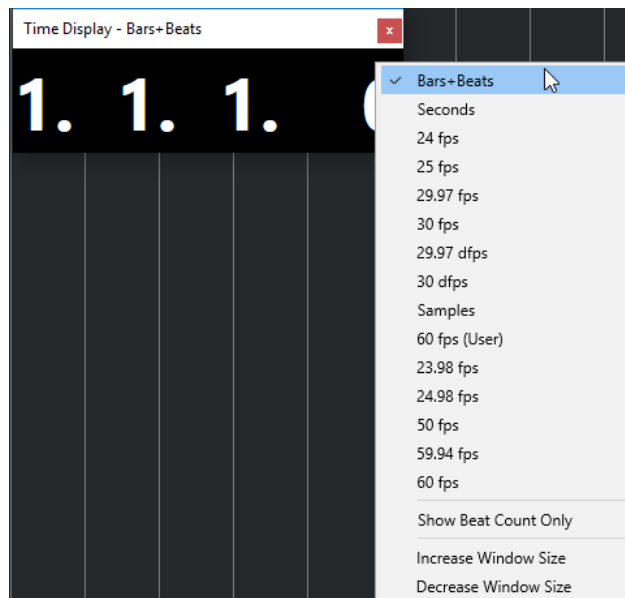 Time Display - Bars+Beats
x
1. 1. 1.
Bars+Beats
Seconds
24 fps
25 fps
29.97 fps
30 fps
29.97 dfps
30 dfps
Samples
60 fps (User)
23.98 fps
24.98 fps
50 fps
59.94 fps
60 fps
Show Beat Count Only
Increase Window Size
Decrease Window Size